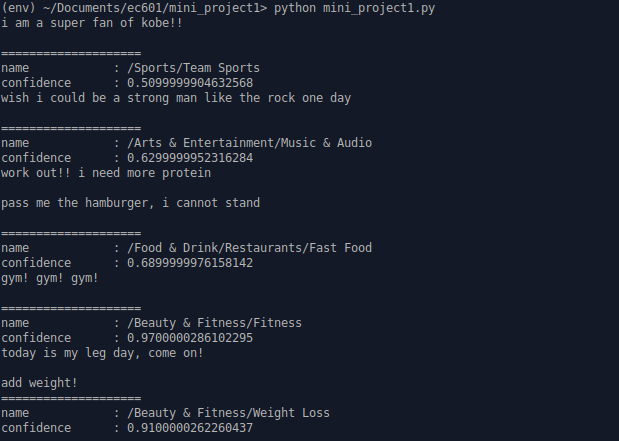 (env) ~/Documents/ec601/mini_project1> python mini_project1.py
i am a super fan of kobe!!
====================
name            : /Sports/Team Sports
confidence      : 0.5099999904632568
wish i could be a strong man like the rock one day
====================
name            : /Arts & Entertainment/Music & Audio
confidence      : 0.6299999952316284
work out!! i need more protein
pass me the hamburger, i cannot stand
====================
name            : /Food & Drink/Restaurants/Fast Food
confidence      : 0.6899999976158142
gym! gym! gym!
====================
name            : /Beauty & Fitness/Fitness
confidence      : 0.9700000286102295
today is my leg day, come on!
add weight!
====================
name            : /Beauty & Fitness/Weight Loss
confidence      : 0.9100000262260437